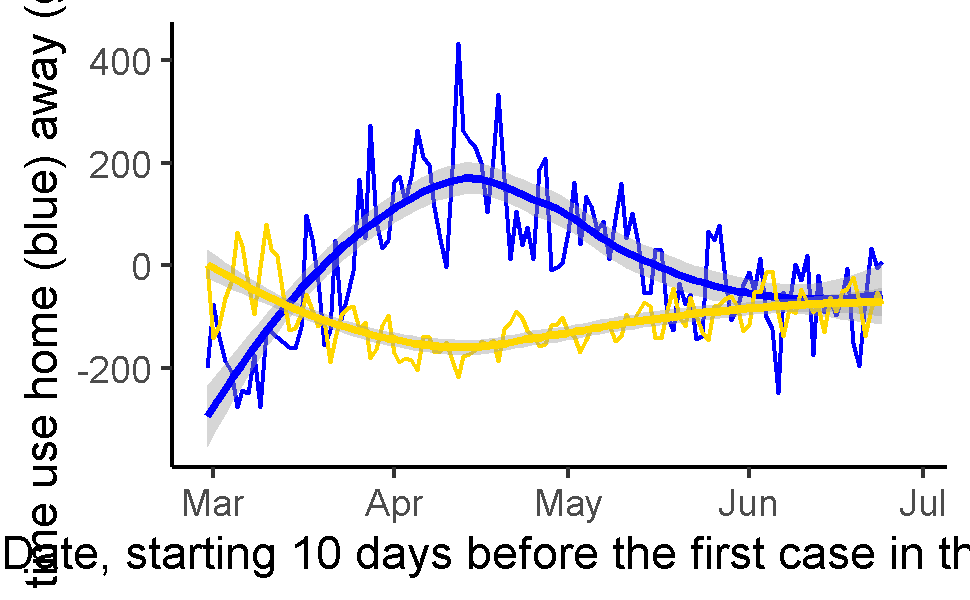 time use home (blue) away (
400
200
0
-200
Mar Apr May Jun Jul
Date, starting 10 days before the first case in th